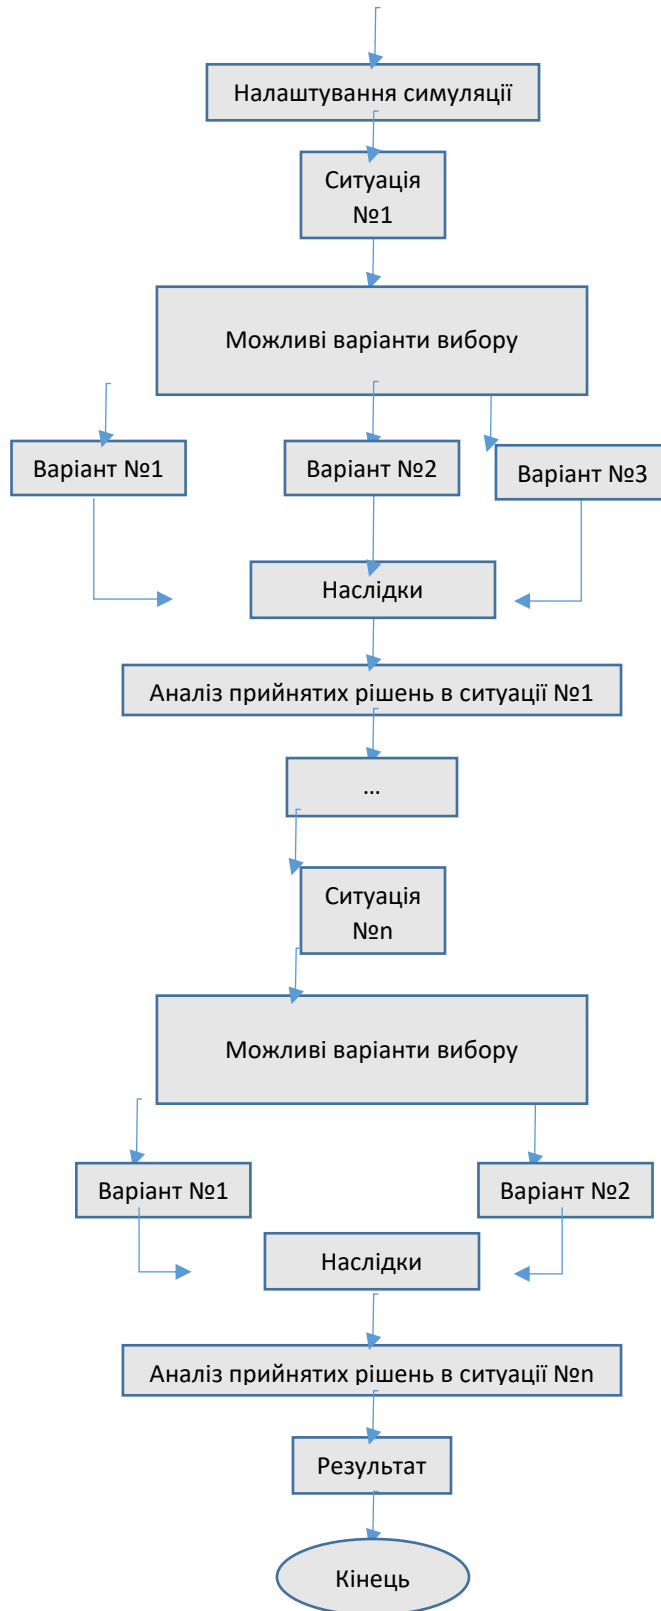 Налаштування симуляції
Ситуація
№1
Можливі варіанти вибору
Варіант №1
Варіант №2
Варіант №3
Наслідки
Аналіз прийнятих рішень в ситуації №1
...
Ситуація
№n
Можливі варіанти вибору
Варіант №1
Варіант №2
Наслідки
Аналіз прийнятих рішень в ситуації №n
Результат
Кінець